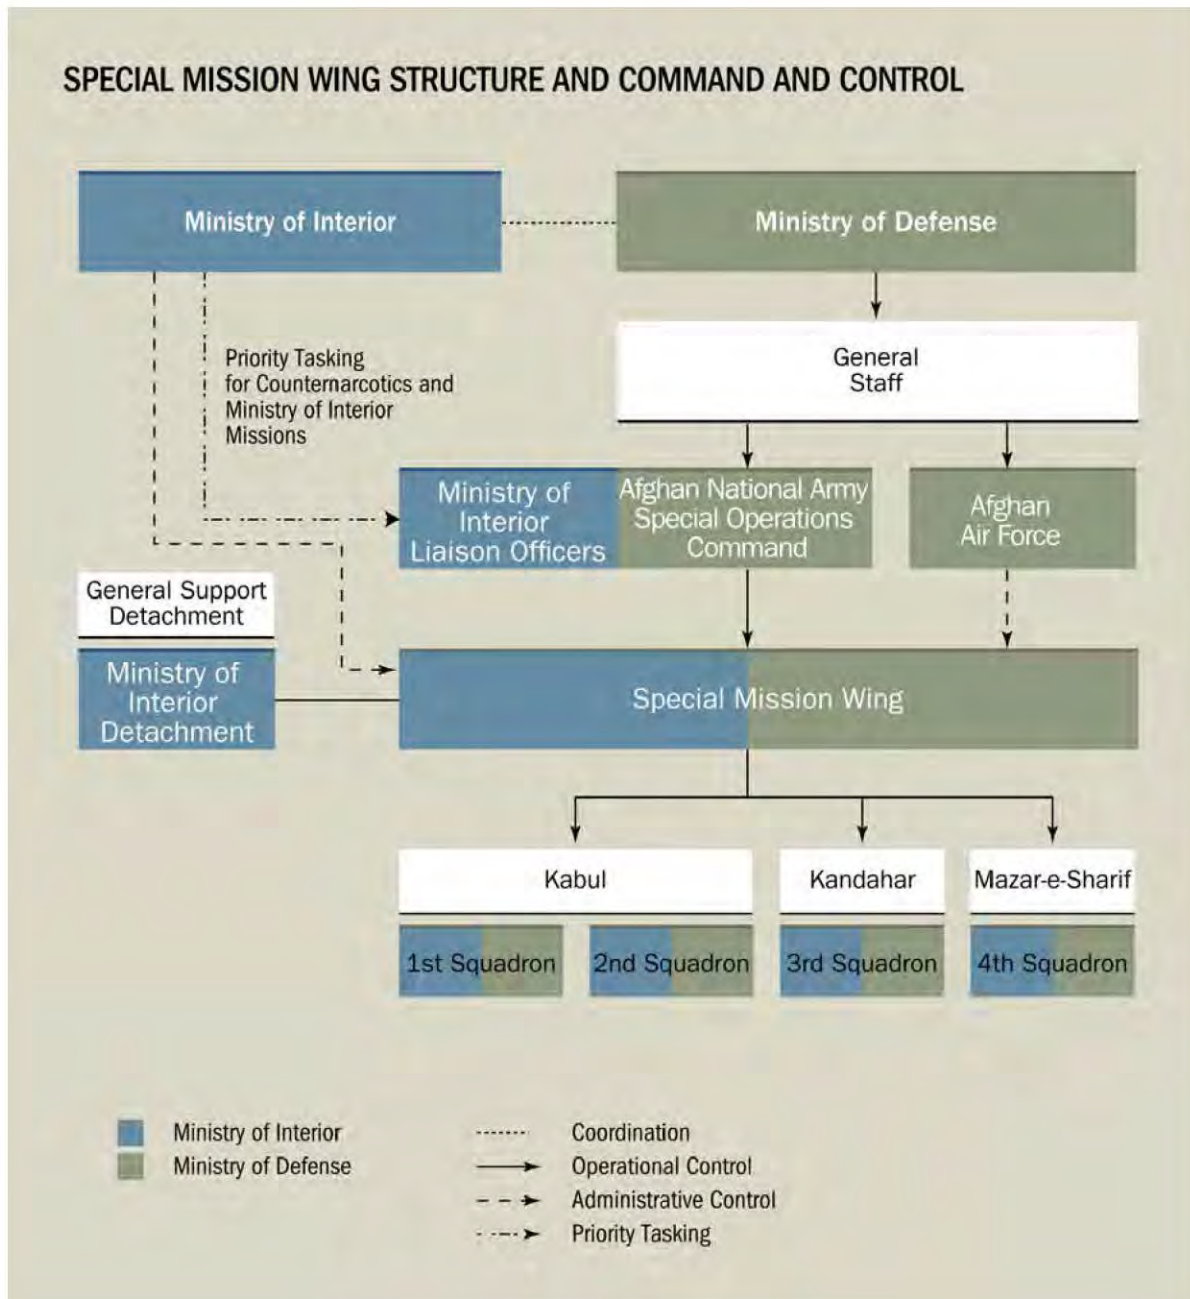 SPECIAL MISSION WING STRUCTURE AND COMMAND AND CONTROL
Ministry of Interior
Ministry of Defense
General
Staff
Priority Tasking
for Counternarcotics and
Ministry of Interior
Missions
Ministry of
Interior
Liaison Officers
Afghan National Army
Special Operations
Command
Afghan
Air Force
General Support
Detachment
Ministry of
Interior
Detachment
Special Mission Wing
Kabul
Kandahar
Mazar-e-Sharif
1st Squadron
2nd Squadron
3rd Squadron
4th Squadron
Ministry of Interior
Ministry of Defense
Coordination
Operational Control
Administrative Control
Priority Tasking